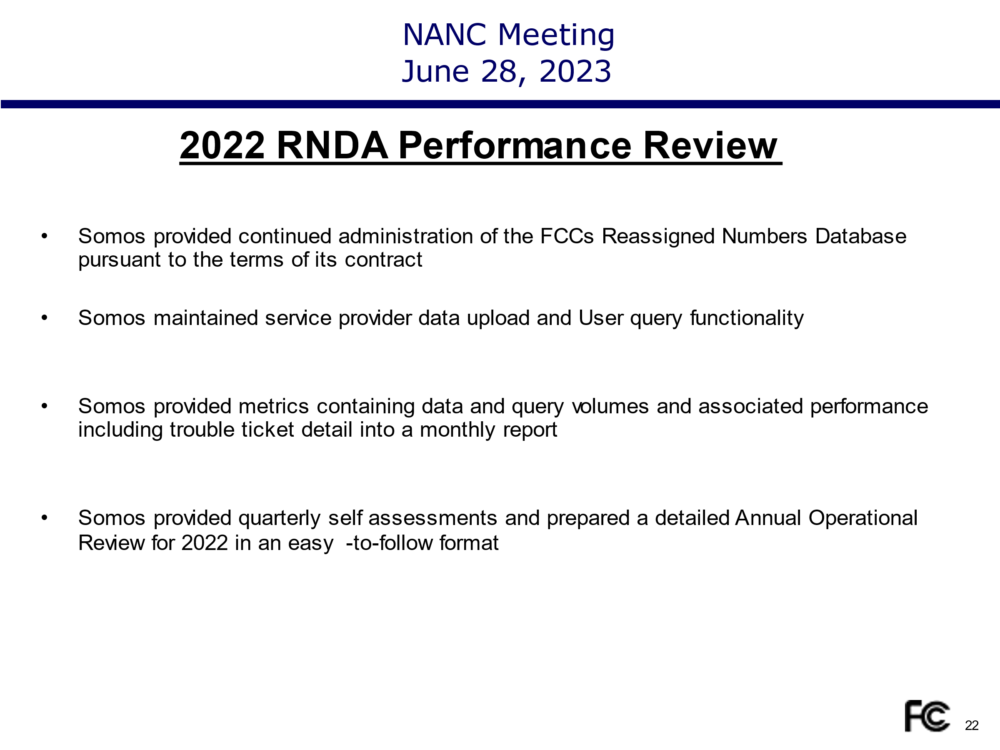 NANC Meeting
June 28, 2023
2022 RNDA Performance Review
• Somos provided continued administration of the FCCs Reassigned Numbers Database
pursuant to the terms of its contract
• Somos maintained service provider data upload and User query functionality
• Somos provided metrics containing data and query volumes and associated performance
including trouble ticket detail into a monthly report
• Somos provided quarterly self assessments and prepared a detailed Annual Operational
Review for 2022 in an easy -to-follow format
FCC
22